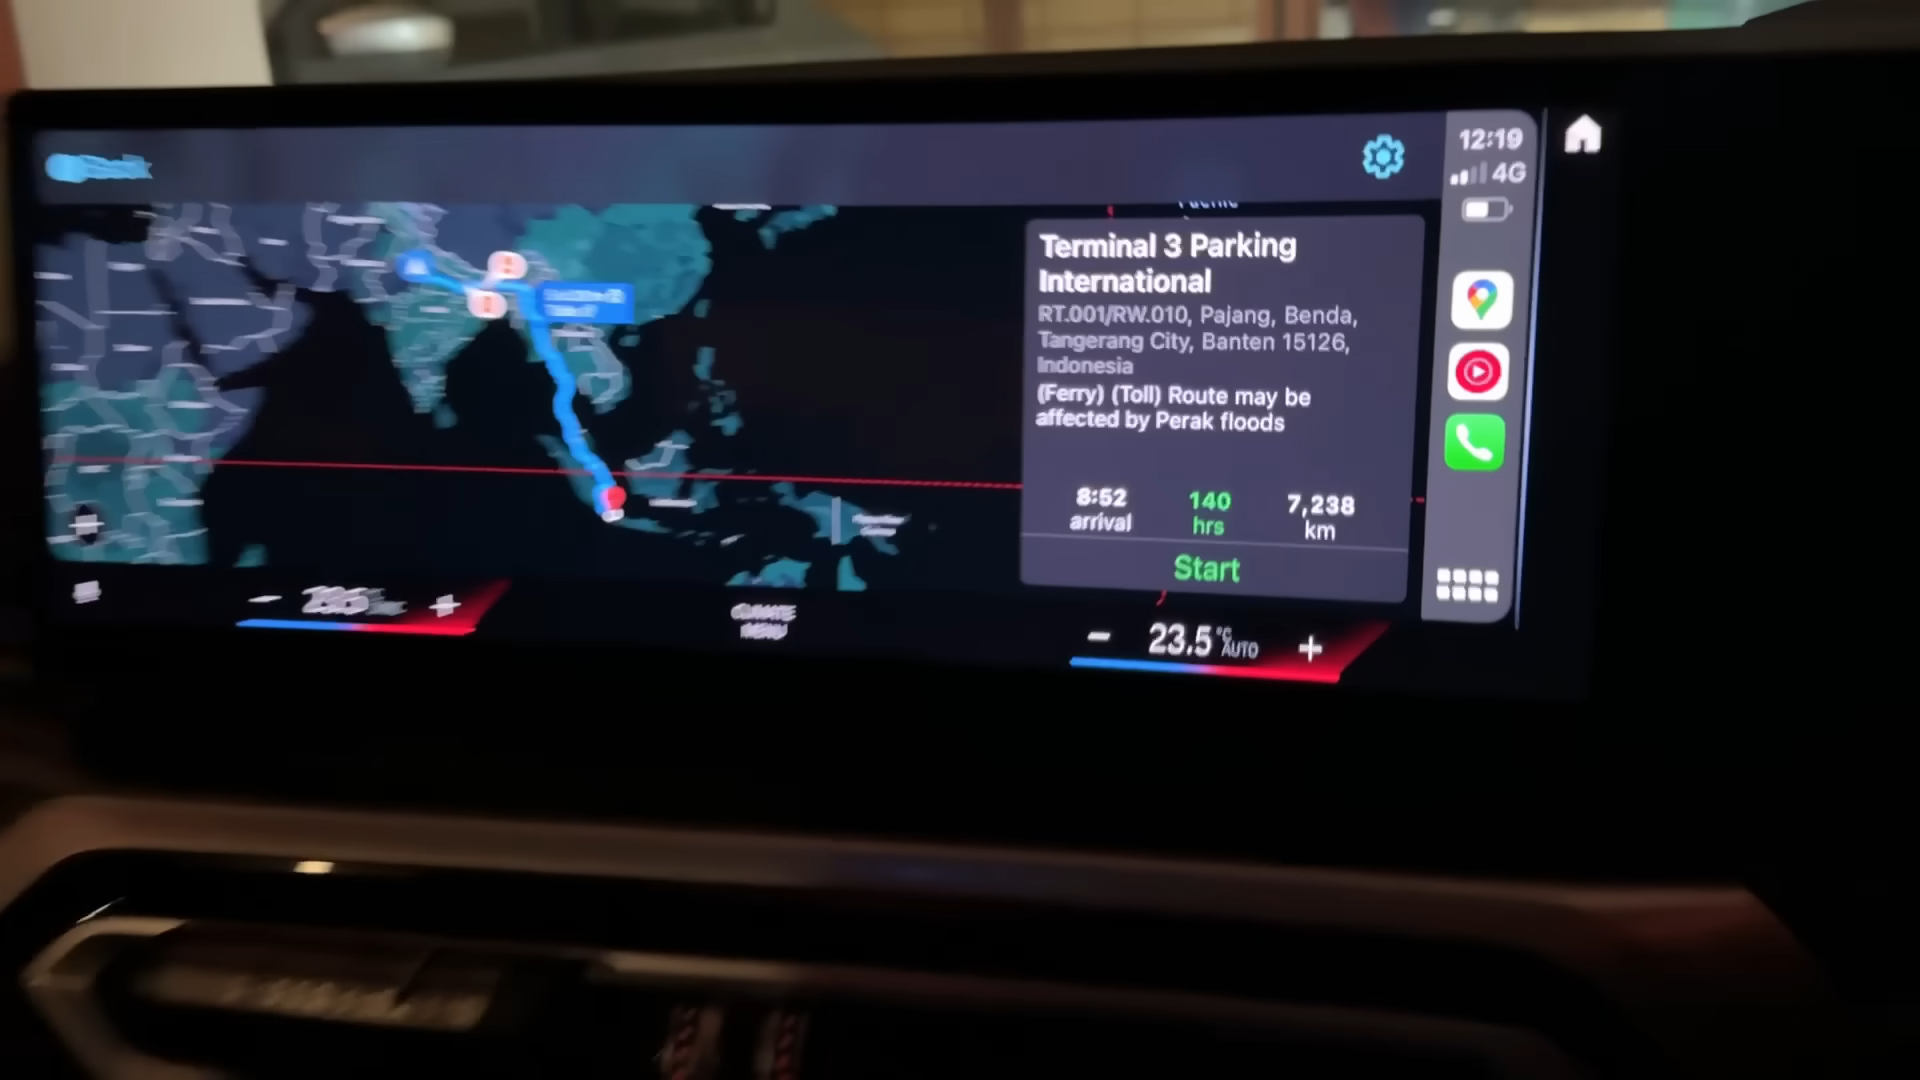 12:19
4G
Terminal 3 Parking
International
RT.001/RW.010, Pajang, Benda,
Tangerang City, Banten 15126,
Indonesia
(Ferry) (Toll) Route may be
affected by Perak floods
8:52 140 7,238
arrival hrs km
Start
CLIMATE
MENU
23.5 °C AUTO